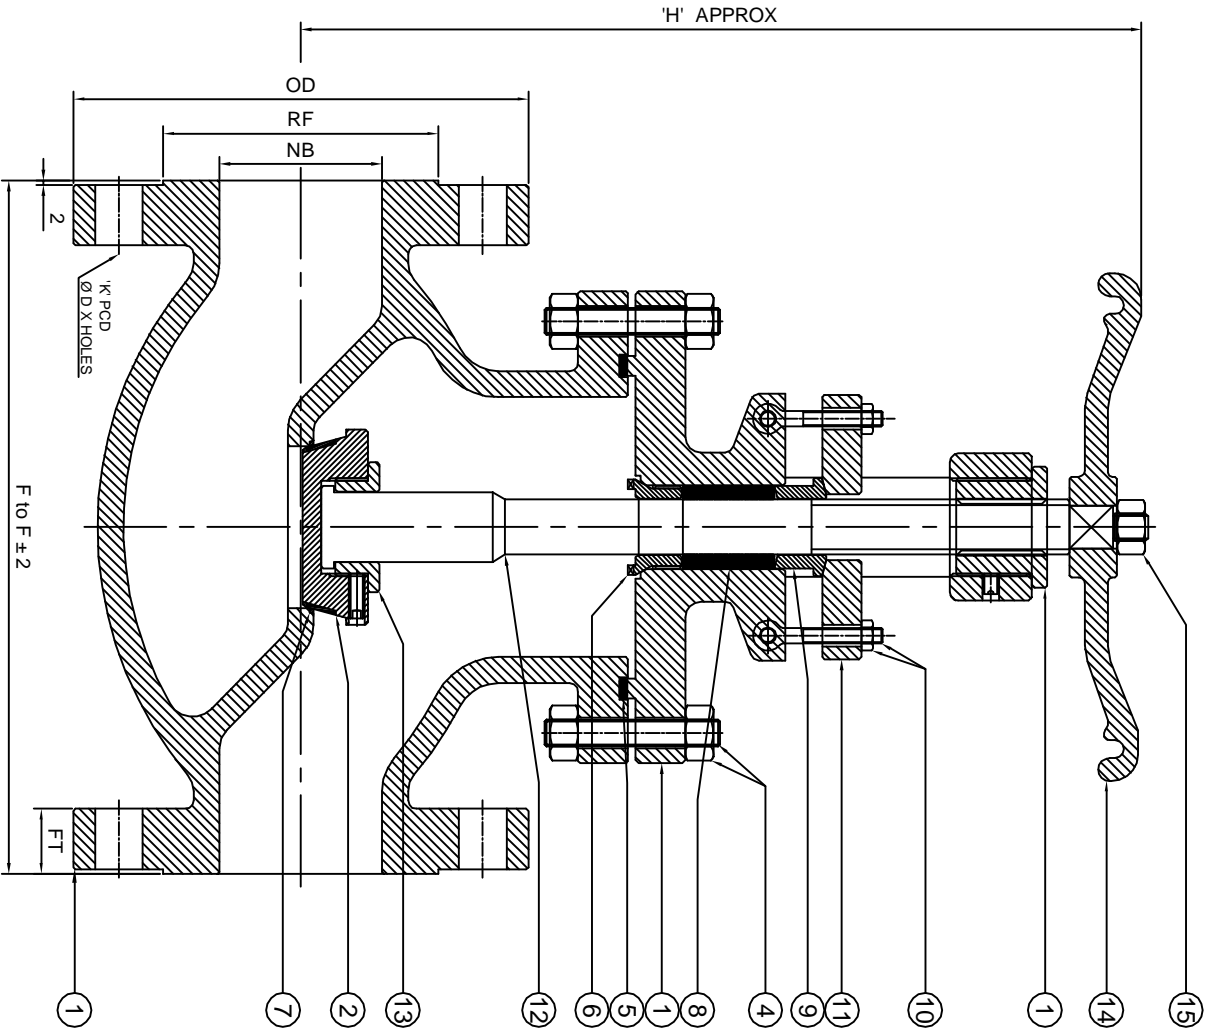 'H' APPROX
OD
RF
NB
2
'K' PCD
Ø D X HOLES
F to F ± 2
FT
1
7
2
13
12
6
5
1
8
4
9
11
10
1
14
15